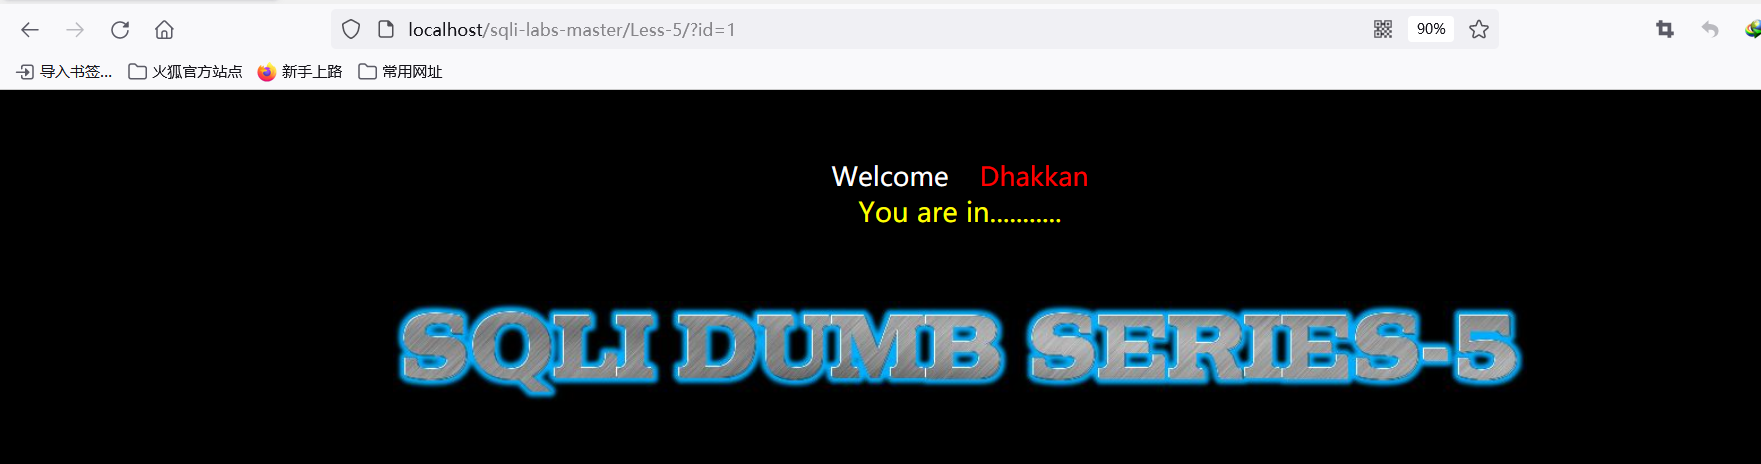 localhost/sqli-labs-master/Less-5/?id=1 90%
导入书签... 火狐官方站点 新手上路 常用网址
Welcome Dhakkan
You are in...........
SQLI DUMB SERIES-5